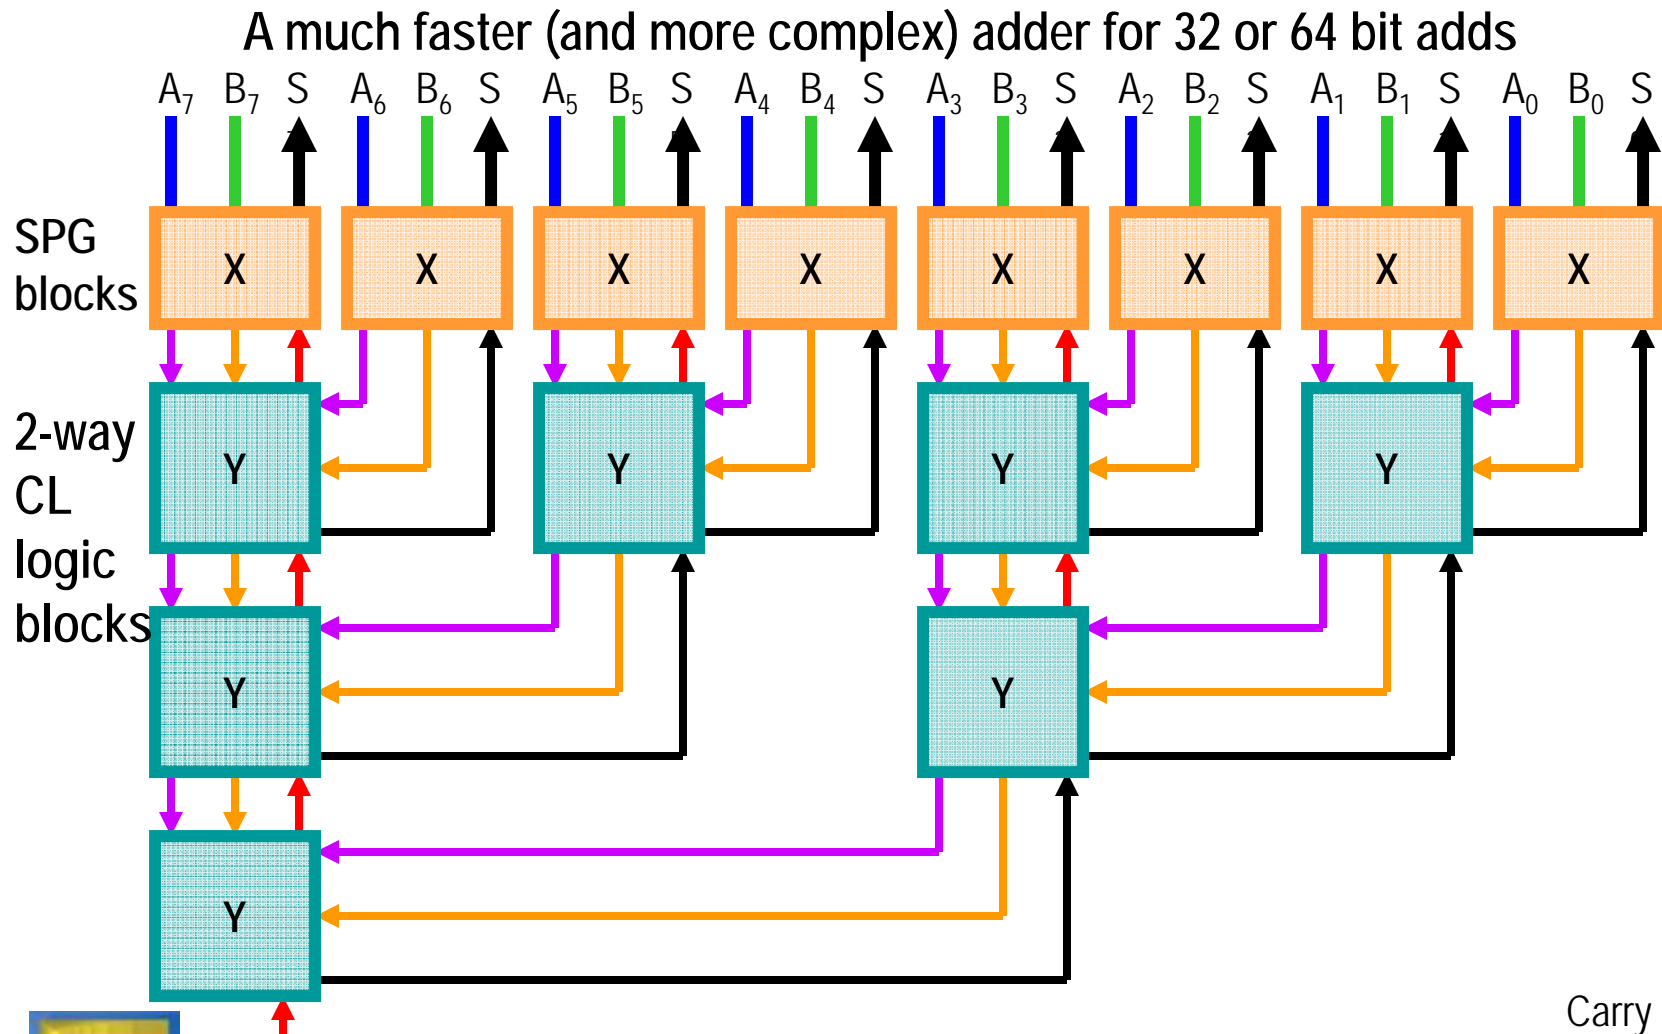 A much faster (and more complex) adder for 32 or 64 bit adds
A₇ B₇ S A₆ B₆ S A₅ B₅ S A₄ B₄ S A₃ B₃ S A₂ B₂ S A₁ B₁ S A₀ B₀ S
SPG
blocks
X X X X X X X X
2-way
CL
logic
blocks
Y Y Y Y
Y Y
Y
Carry